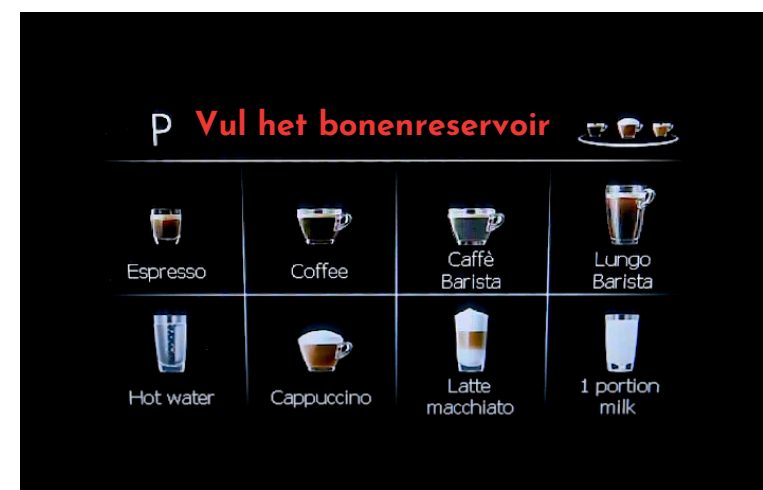 P Vul het bonenreservoir
Espresso
Coffee
Caffè
Barista
Lungo
Barista
Hot water
Cappuccino
Latte
macchiato
1 portion
milk